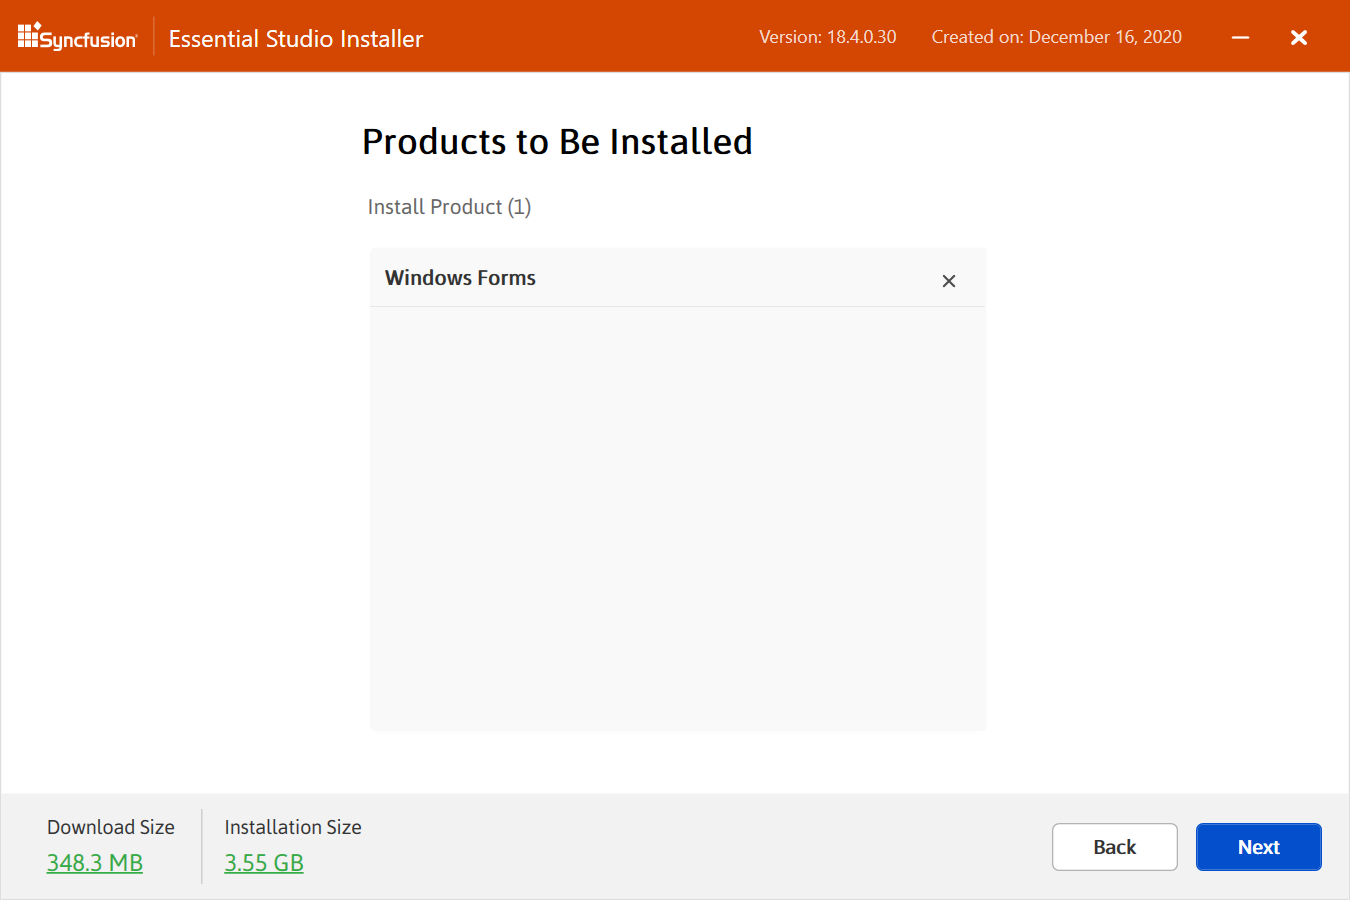 Syncfusion
Essential Studio Installer
Version: 18.4.0.30
Created on: December 16, 2020
Products to Be Installed
Install Product (1)
Windows Forms
Download Size
348.3 MB
Installation Size
3.55 GB
Back
Next